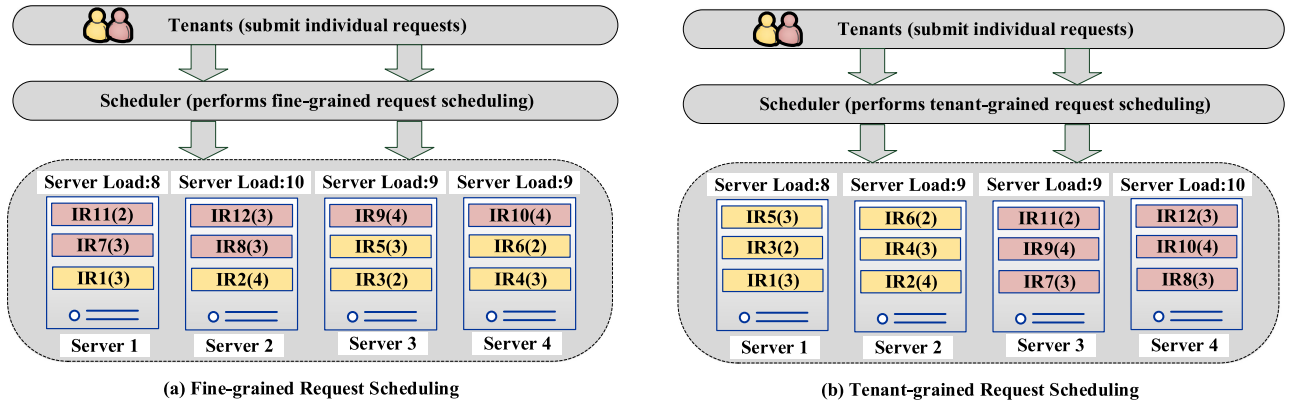 Tenants (submit individual requests)
Scheduler (performs fine-grained request scheduling)
Server Load:8 Server Load:10 Server Load:9 Server Load:9
IR11(2) IR12(3) IR9(4) IR10(4)
IR7(3) IR8(3) IR5(3) IR6(2)
IR1(3) IR2(4) IR3(2) IR4(3)
Server 1 Server 2 Server 3 Server 4
(a) Fine-grained Request Scheduling
Tenants (submit individual requests)
Scheduler (performs tenant-grained request scheduling)
Server Load:8 Server Load:9 Server Load:9 Server Load:10
IR5(3) IR6(2) IR11(2) IR12(3)
IR3(2) IR4(3) IR9(4) IR10(4)
IR1(3) IR2(4) IR7(3) IR8(3)
Server 1 Server 2 Server 3 Server 4
(b) Tenant-grained Request Scheduling